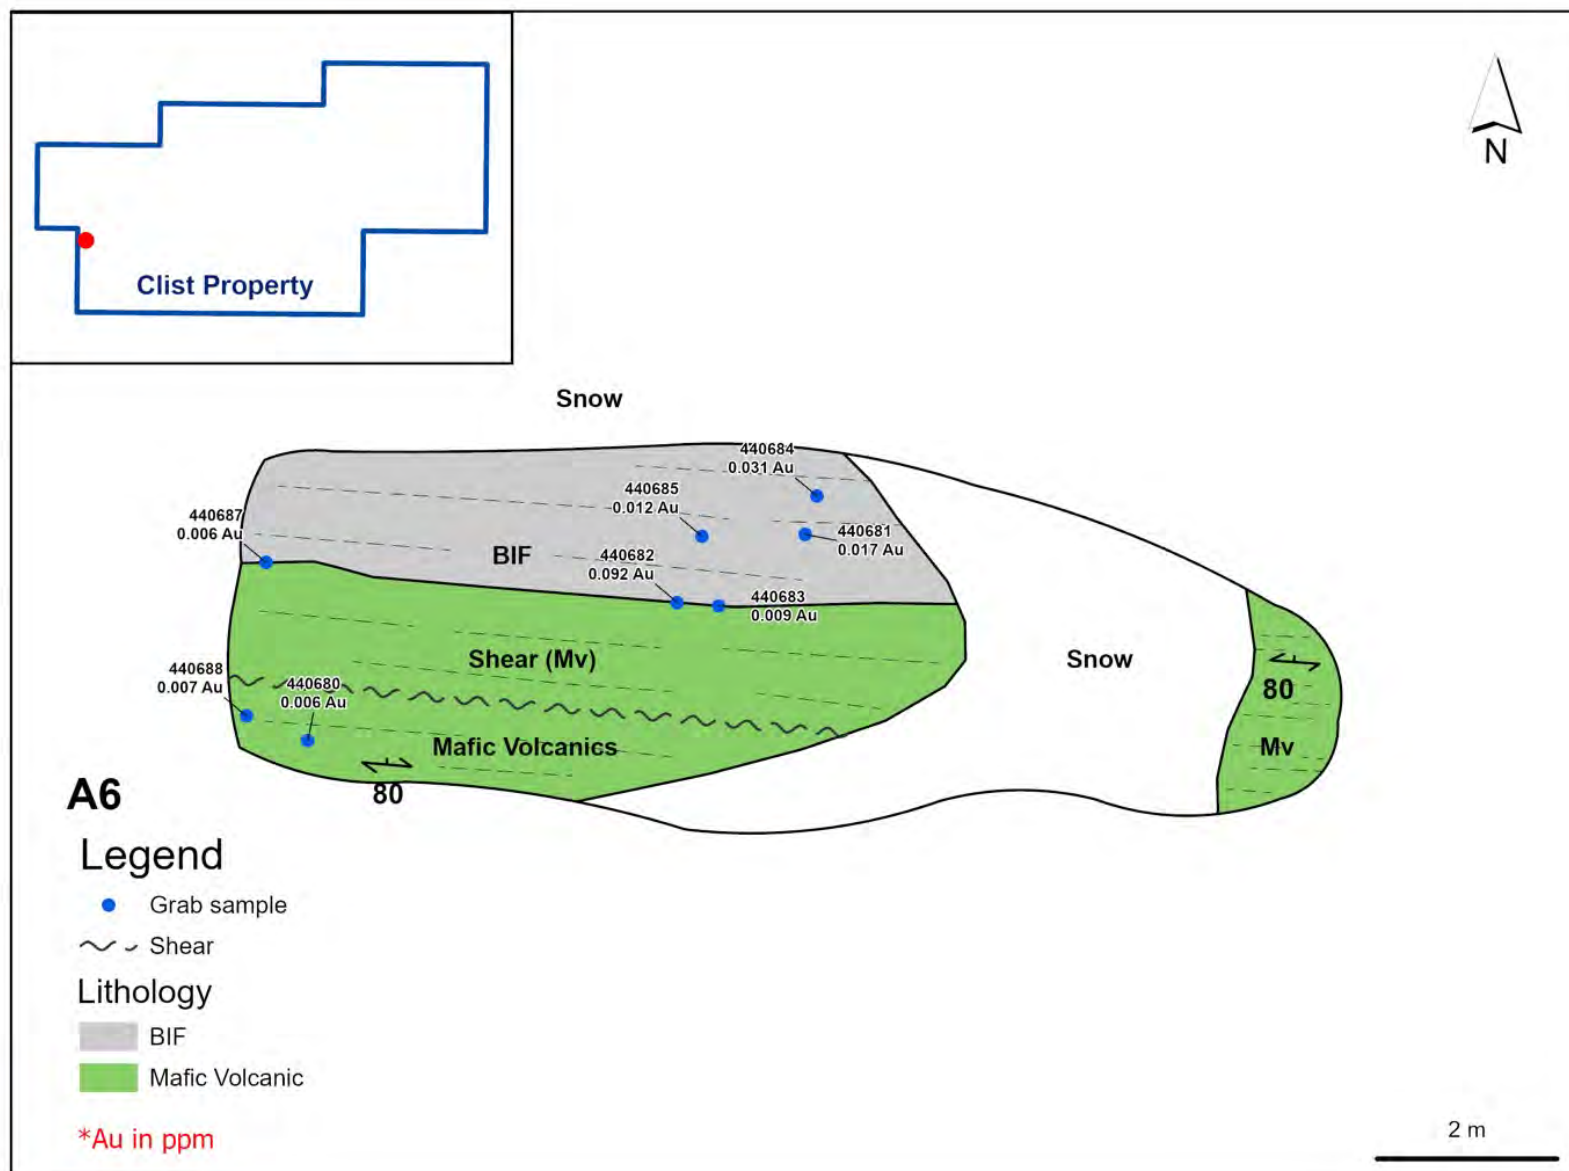 Clist Property
N
Snow
440684
0.031 Au
440685
0.012 Au
440687
0.006 Au
440681
0.017 Au
BIF
440682
0.092 Au
440683
0.009 Au
Shear (Mv)
Snow
440688
0.007 Au
440680
0.006 Au
80
Mafic Volcanics
Mv
80
A6
Legend
Grab sample
Shear
Lithology
BIF
Mafic Volcanic
*Au in ppm
2 m